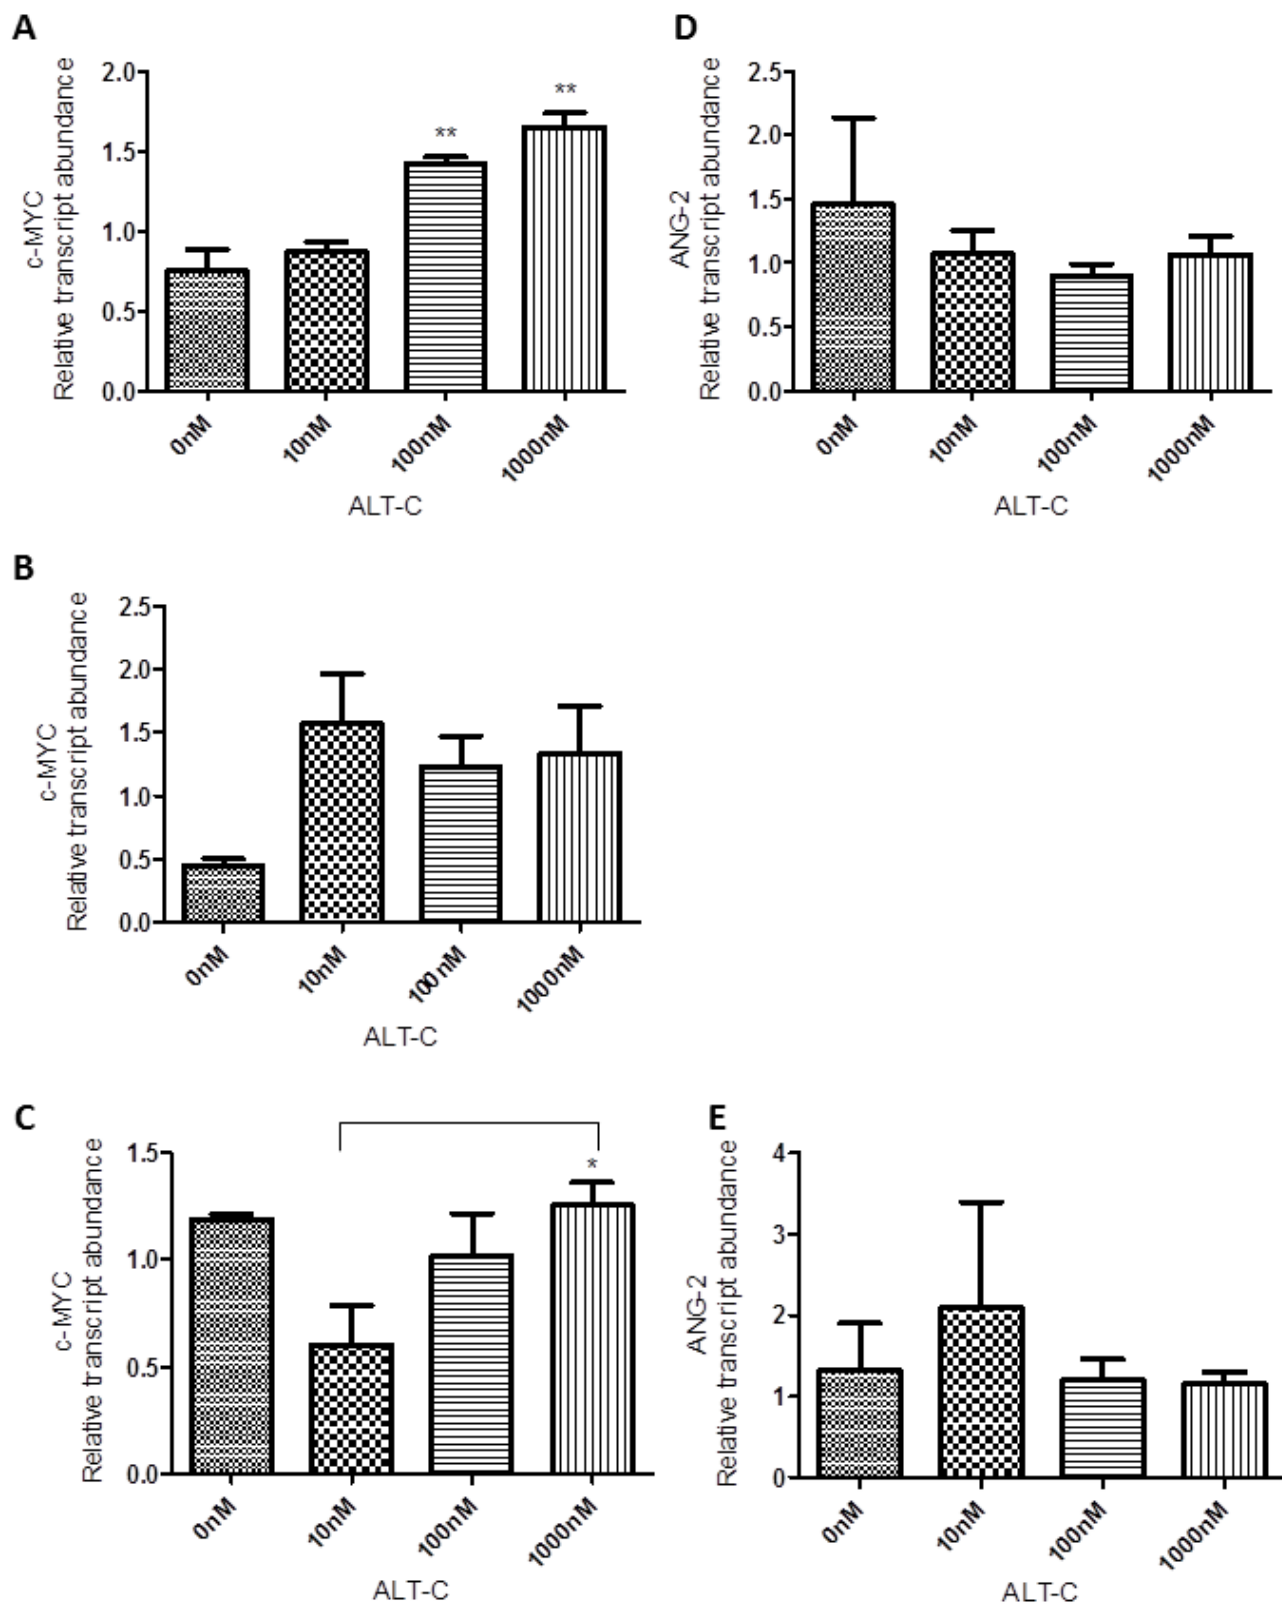 A
c-MYC
Relative transcript abundance
2.0
1.5
1.0
0.5
0.0
**
**
0nM
10nM
100nM
1000nM
ALT-C
D
ANG-2
Relative transcript abundance
2.5
2.0
1.5
1.0
0.5
0.0
0nM
10nM
100nM
1000nM
ALT-C
B
c-MYC
Relative transcript abundance
2.5
2.0
1.5
1.0
0.5
0.0
0nM
10nM
100nM
1000nM
ALT-C
C
c-MYC
Relative transcript abundance
1.5
1.0
0.5
0.0
*
0nM
10nM
100nM
1000nM
ALT-C
E
ANG-2
Relative transcript abundance
4
3
2
1
0
0nM
10nM
100nM
1000nM
ALT-C